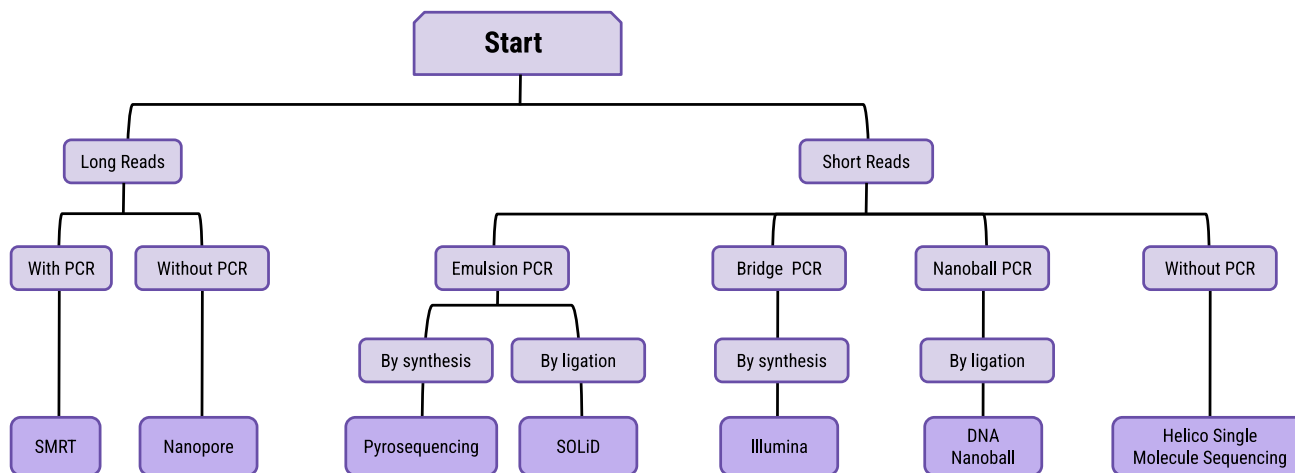 Start
Long Reads
Short Reads
With PCR
Without PCR
Emulsion PCR
Bridge PCR
Nanoball PCR
Without PCR
By synthesis
By ligation
By synthesis
By ligation
SMRT
Nanopore
Pyrosequencing
SOLiD
Illumina
DNA
Nanoball
Helico Single
Molecule Sequencing